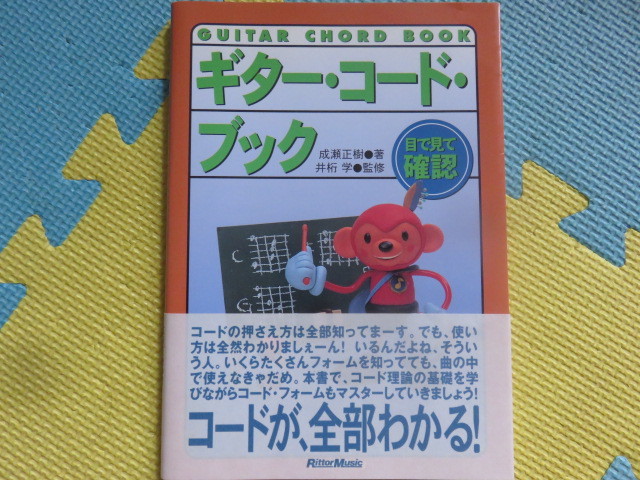 GUITAR CHORD BOOK
ギター・コード・
ブック
成瀬正樹●著
井桁 学●監修
目で見て
確認
C
G
コードの押さえ方は全部知ってまーす。でも、使い
方は全然わかりましぇーん！いるんだよね、そうい
う人。いくらたくさんフォームを知ってても、曲の中
で使えなきゃだめ。本書で、コード理論の基礎を学
びながらコード・フォームもマスターしていきましょう！
コードが、全部わかる！
RittorMusic